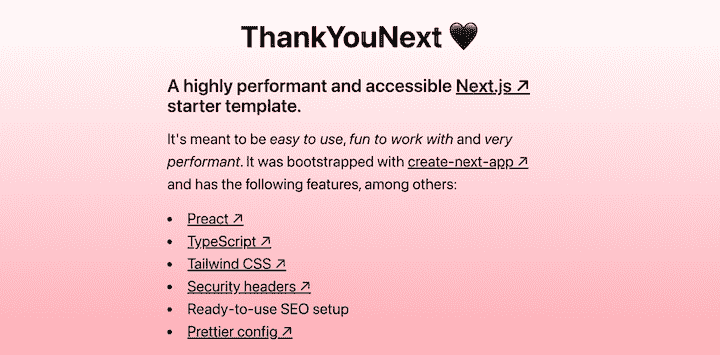 ThankYouNext 🖤
A highly performant and accessible Next.js ↗
starter template.
It's meant to be easy to use, fun to work with and very
performant. It was bootstrapped with create-next-app ↗
and has the following features, among others:
• Preact ↗
• TypeScript ↗
• Tailwind CSS ↗
• Security headers ↗
• Ready-to-use SEO setup
• Prettier config ↗